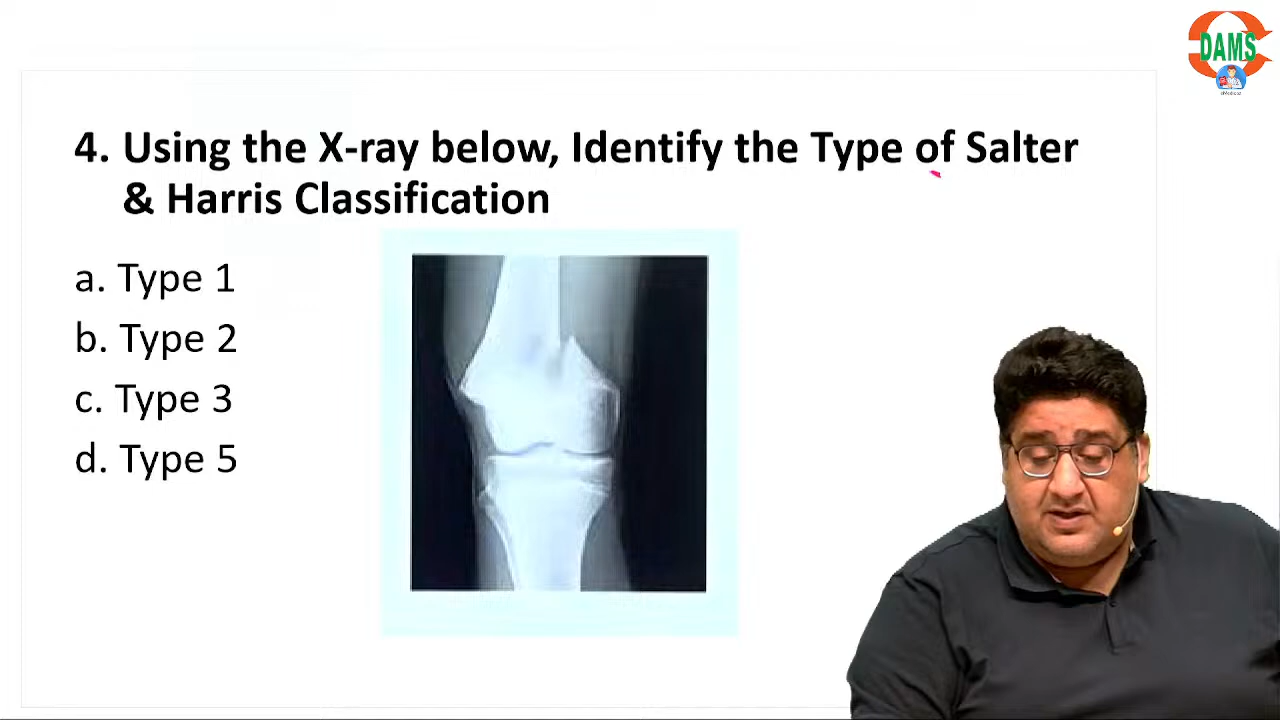 DAMS
4. Using the X-ray below, Identify the Type of Salter
& Harris Classification
a. Type 1
b. Type 2
c. Type 3
d. Type 5